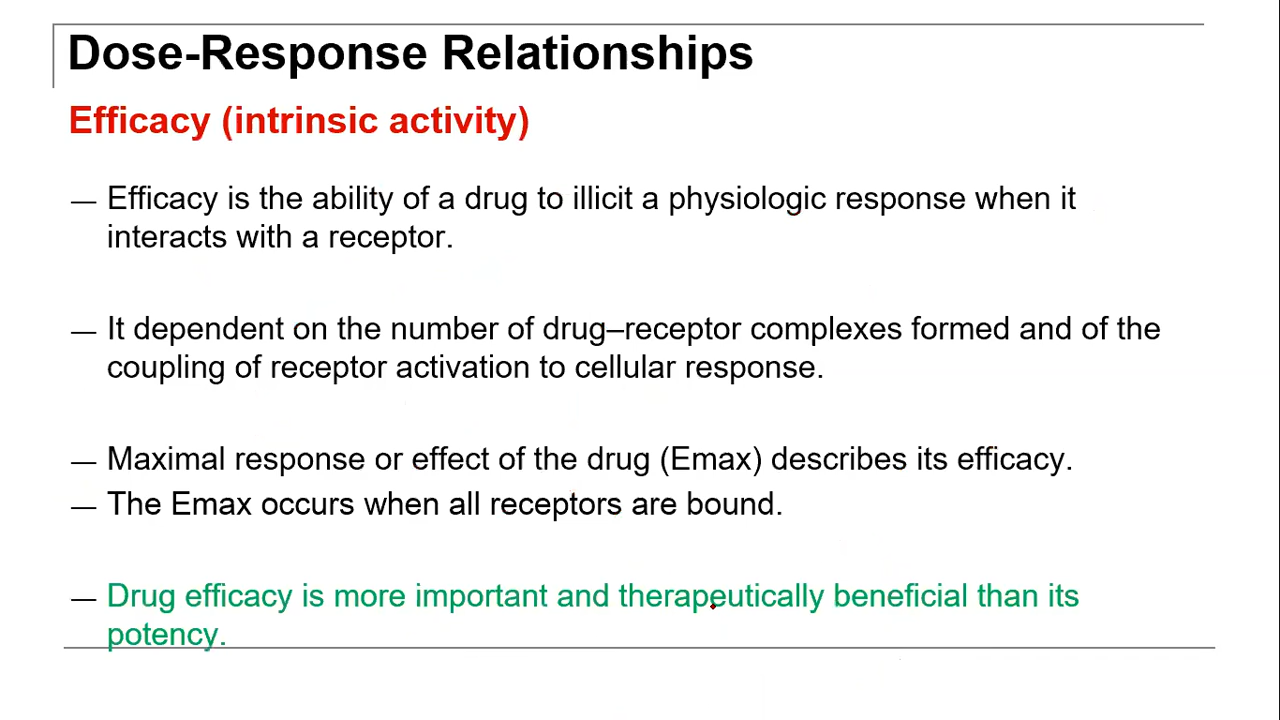 Dose-Response Relationships
Efficacy (intrinsic activity)
— Efficacy is the ability of a drug to illicit a physiologic response when it
interacts with a receptor.
— It dependent on the number of drug–receptor complexes formed and of the
coupling of receptor activation to cellular response.
— Maximal response or effect of the drug (Emax) describes its efficacy.
— The Emax occurs when all receptors are bound.
— Drug efficacy is more important and therapeutically beneficial than its
potency.